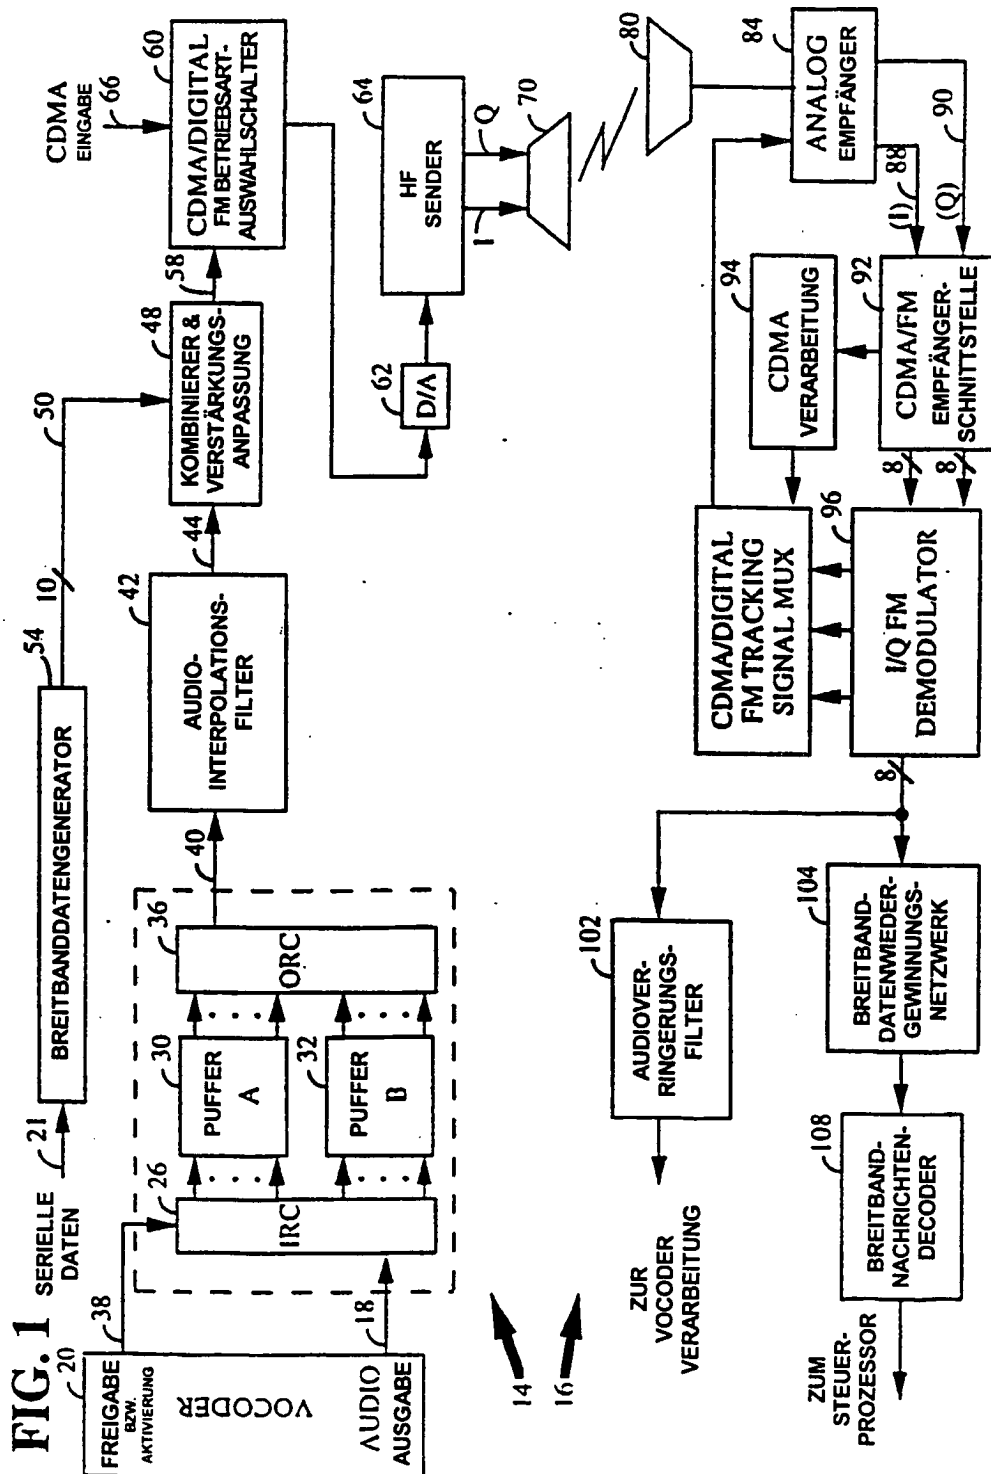 FIG. 1
20
FREIGABE
BZW.
AKTIVIERUNG
VOCODER
AUDIO
AUSGABE
38
18
SERIELLE
DATEN
21
BREITBANDDATENGENERATOR
54
10
50
26
IRC
30
PUFFER
A
32
PUFFER
B
36
ORC
40
AUDIO-
INTERPOLATIONS-
FILTER
42
44
KOMBINIERER &
VERSTÄRKUNGS-
ANPASSUNG
48
58
CDMA
EINGABE
66
CDMA/DIGITAL
FM BETRIEBSART-
AUSWAHLSCHALTER
60
62
D/A
HF
SENDER
64
I
Q
70
80
14
16
ANALOG
EMPFÄNGER
84
(I)
88
(Q)
90
CDMA/FM
EMPFÄNGER-
SCHNITTSTELLE
92
CDMA
VERARBEITUNG
94
8
8
CDMA/DIGITAL
FM TRACKING
SIGNAL MUX
I/Q FM
DEMODULATOR
96
8
102
AUDIOVER-
RINGERUNGS-
FILTER
ZUR
VOCODER
VERARBEITUNG
104
BREITBAND-
DATENWIEDER-
GEWINNUNGS-
NETZWERK
108
BREITBAND-
NACHRICHTEN-
DECODER
ZUM
STEUER-
PROZESSOR